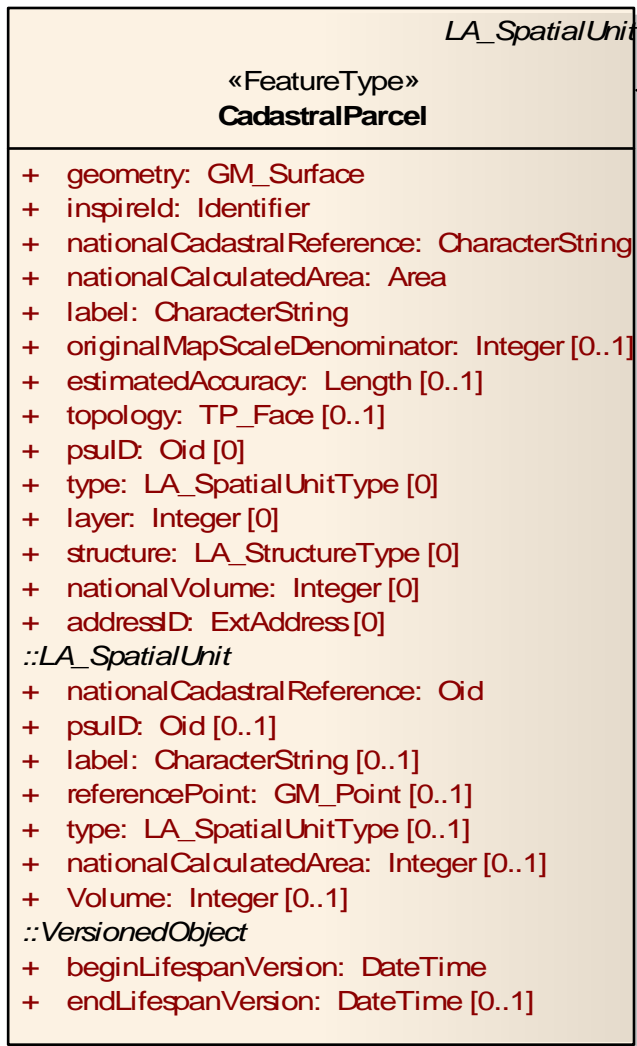 LA_SpatialUnit
«FeatureType»
CadastralParcel
+ geometry: GM_Surface
+ inspireId: Identifier
+ nationalCadastralReference: CharacterString
+ nationalCalculatedArea: Area
+ label: CharacterString
+ originalMapScaleDenominator: Integer [0..1]
+ estimatedAccuracy: Length [0..1]
+ topology: TP_Face [0..1]
+ psuID: Oid [0]
+ type: LA_SpatialUnitType [0]
+ layer: Integer [0]
+ structure: LA_StructureType [0]
+ nationalVolume: Integer [0]
+ addressID: ExtAddress [0]
::LA_SpatialUnit
+ nationalCadastralReference: Oid
+ psuID: Oid [0..1]
+ label: CharacterString [0..1]
+ referencePoint: GM_Point [0..1]
+ type: LA_SpatialUnitType [0..1]
+ nationalCalculatedArea: Integer [0..1]
+ Volume: Integer [0..1]
::VersionedObject
+ beginLifespanVersion: DateTime
+ endLifespanVersion: DateTime [0..1]